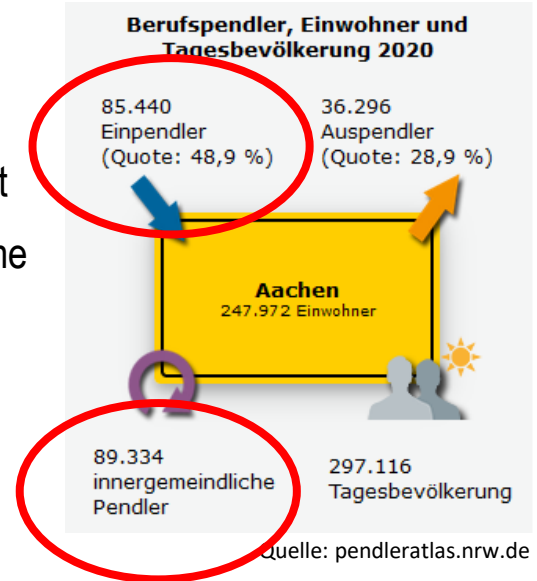 Berufspendler, Einwohner und
Tagesbevölkerung 2020
85.440
Einpendler
(Quote: 48,9 %)
36.296
Auspendler
(Quote: 28,9 %)
Aachen
247.972 Einwohner
89.334
innergemeindliche
Pendler
297.116
Tagesbevölkerung
Quelle: pendleratlas.nrw.de